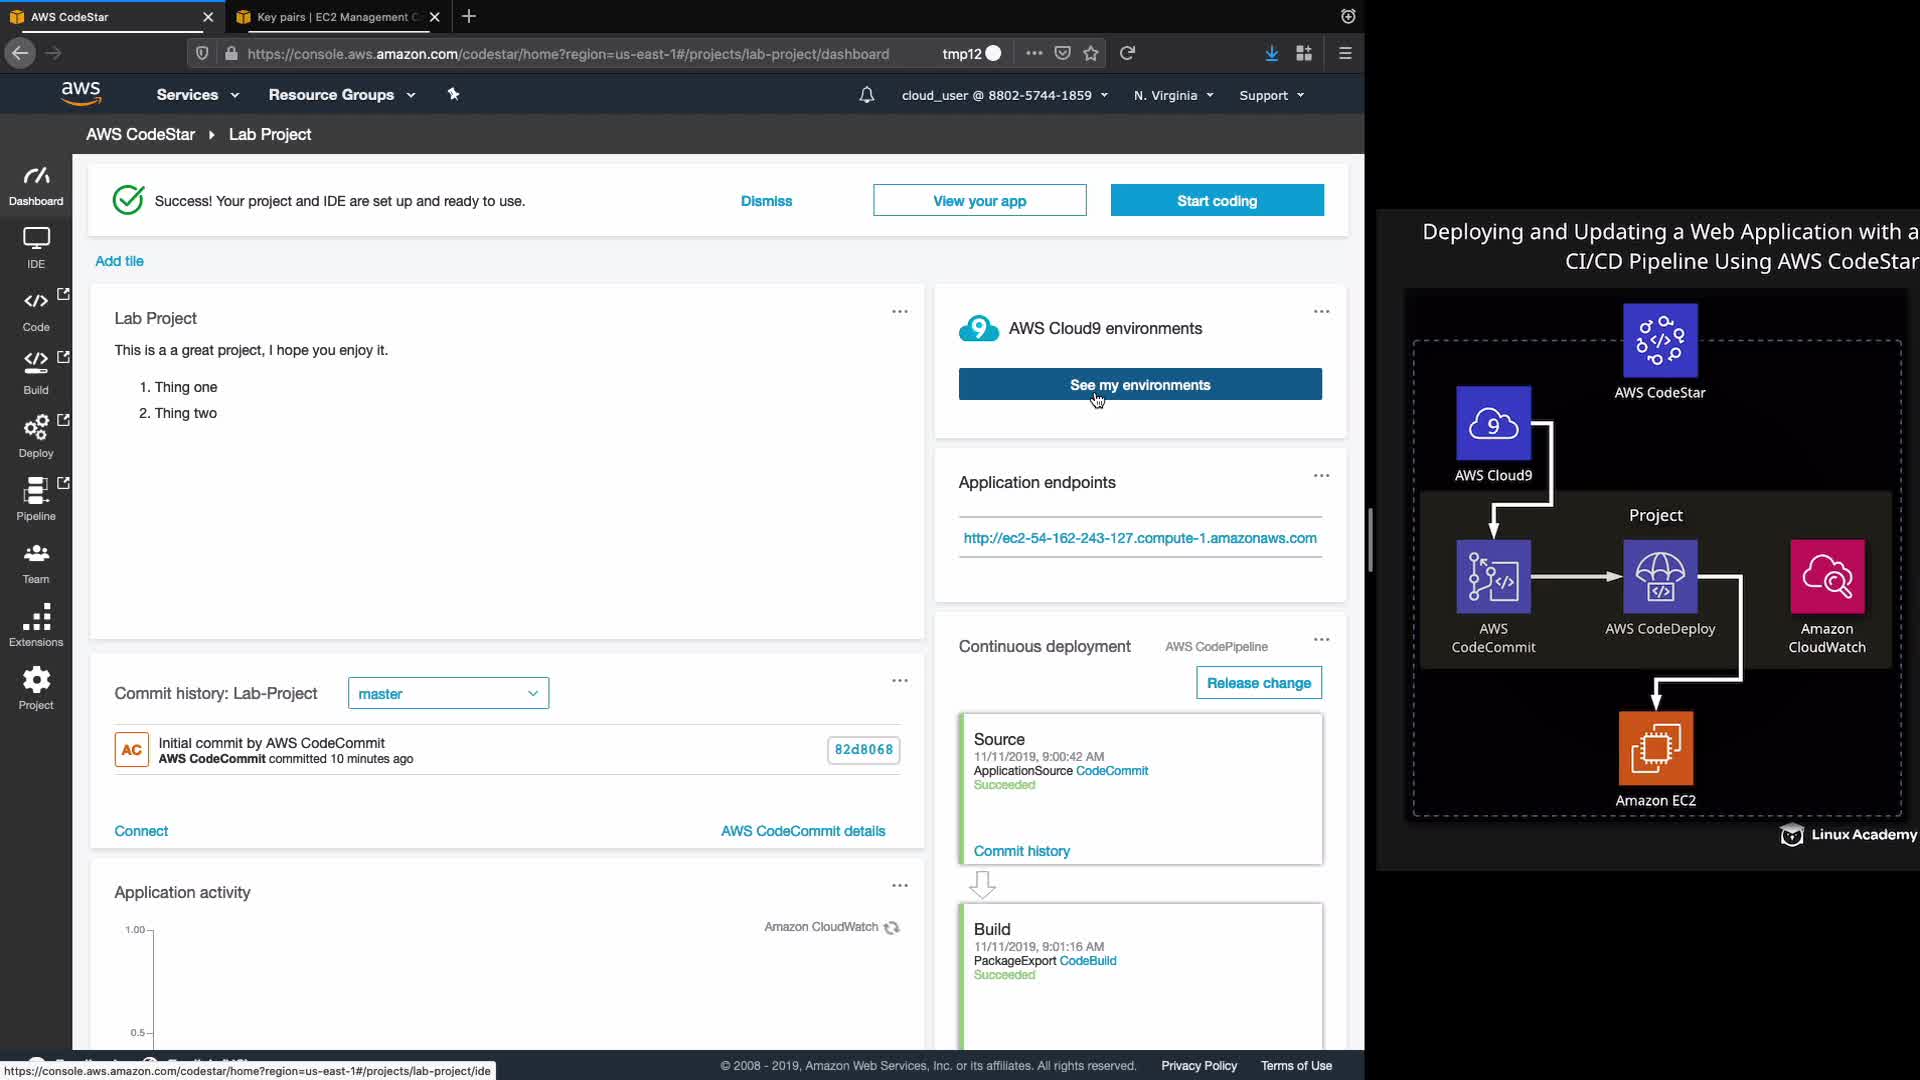 AWS CodeStar
Key pairs | EC2 Management C
https://console.aws.amazon.com/codestar/home?region=us-east-1#/projects/lab-project/dashboard
tmp12
aws
Services
Resource Groups
cloud_user @ 8802-5744-1859
N. Virginia
Support
AWS CodeStar
Lab Project
Dashboard
IDE
Code
Build
Deploy
Pipeline
Team
Extensions
Project
Success! Your project and IDE are set up and ready to use.
Dismiss
View your app
Start coding
Add tile
Lab Project
This is a a great project, I hope you enjoy it.
1. Thing one
2. Thing two
9
AWS Cloud9 environments
See my environments
Application endpoints
http://ec2-54-162-243-127.compute-1.amazonaws.com
Commit history: Lab-Project
master
AC
Initial commit by AWS CodeCommit
AWS CodeCommit committed 10 minutes ago
82d8068
Connect
AWS CodeCommit details
Continuous deployment
AWS CodePipeline
Release change
Source
11/11/2019, 9:00:42 AM
ApplicationSource CodeCommit
Succeeded
Commit history
Build
11/11/2019, 9:01:16 AM
PackageExport CodeBuild
Succeeded
Application activity
Amazon CloudWatch
1.00
0.5
https://console.aws.amazon.com/codestar/home?region=us-east-1#/projects/lab-project/ide
© 2008 - 2019, Amazon Web Services, Inc. or its affiliates. All rights reserved.
Privacy Policy
Terms of Use
Deploying and Updating a Web Application with a
CI/CD Pipeline Using AWS CodeStar
AWS CodeStar
9
AWS Cloud9
Project
AWS
CodeCommit
AWS CodeDeploy
Amazon
CloudWatch
Amazon EC2
Linux Academy